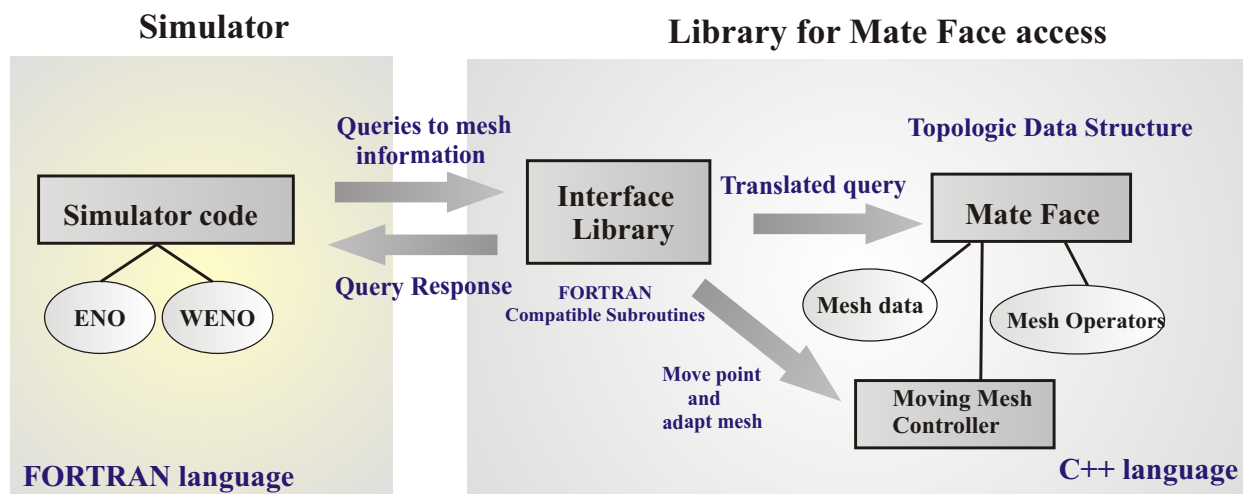 Simulator
Library for Mate Face access
Queries to mesh
information
Topologic Data Structure
Simulator code
Interface
Library
Translated query
Mate Face
ENO
WENO
Query Response
FORTRAN
Compatible Subroutines
Mesh data
Mesh Operators
Move point
and
adapt mesh
Moving Mesh
Controller
FORTRAN language
C++ language